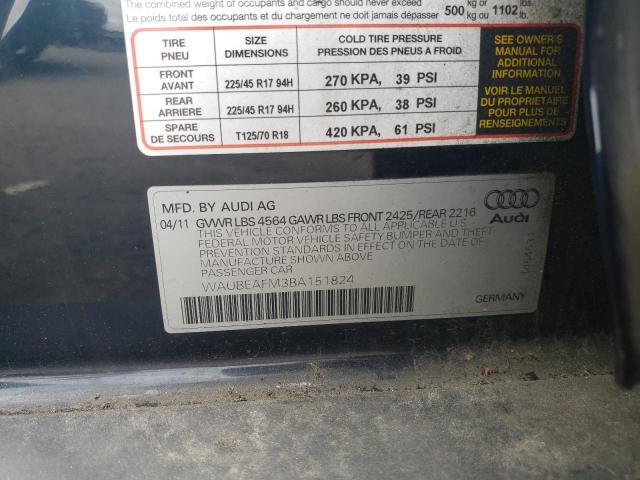 The combined weight of occupants and cargo should never exceed
Le poids total des occupants et du chargement ne doit jamais dépasser 500 kg or kg ou 1102 lbs. lb.
TIRE PNEU SIZE DIMENSIONS COLD TIRE PRESSURE PRESSION DES PNEUS A FROID
FRONT AVANT 225/45 R17 94H 270 KPA, 39 PSI
REAR ARRIERE 225/45 R17 94H 260 KPA, 38 PSI
SPARE DE SECOURS T125/70 R18 420 KPA, 61 PSI
SEE OWNER'S
MANUAL FOR
ADDITIONAL
INFORMATION
VOIR LE MANUEL
DU PROPRIETAIRE
POUR PLUS DE
RENSEIGNEMENTS
MFD. BY AUDI AG
04/11 GVWR LBS 4564 GAWR LBS FRONT 2425/REAR 2216
THIS VEHICLE CONFORMS TO ALL APPLICABLE U.S.
FEDERAL MOTOR VEHICLE SAFETY BUMPER AND THEFT
PREVENTION STANDARDS IN EFFECT ON THE DATE OF
MANUFACTURE SHOWN ABOVE
PASSENGER CAR
WAUBEAFM3BA151824
Audi
GERMANY